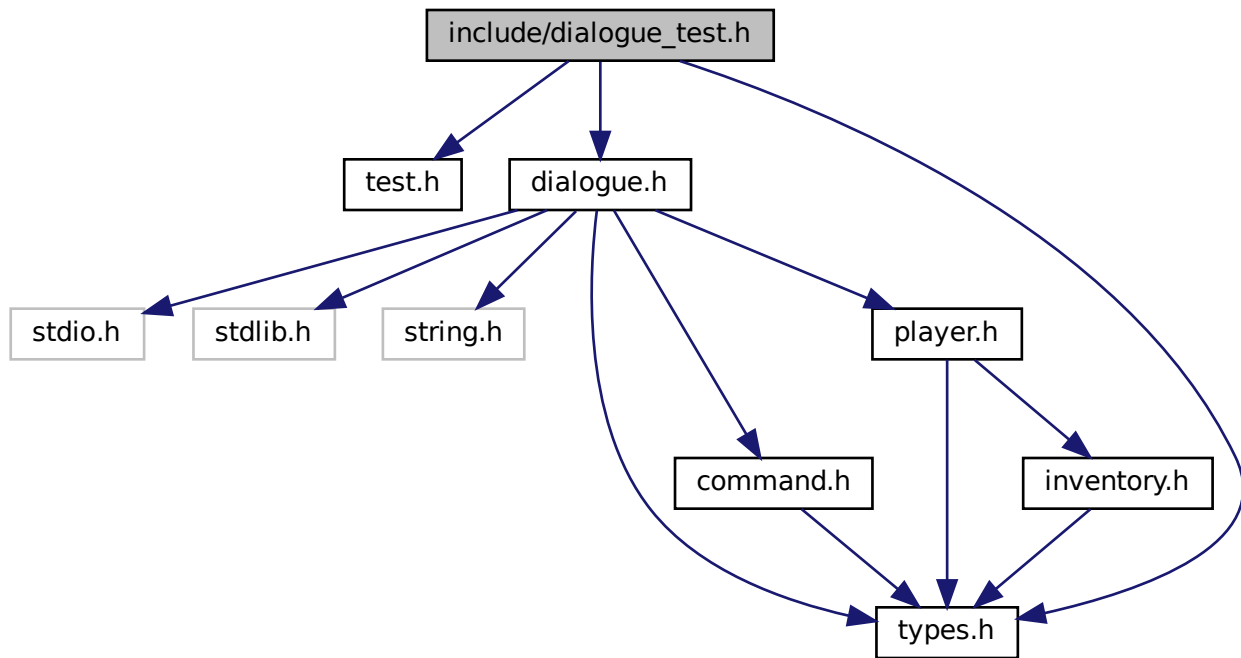 include/dialogue_test.h
test.h
dialogue.h
stdio.h
stdlib.h
string.h
player.h
command.h
inventory.h
types.h